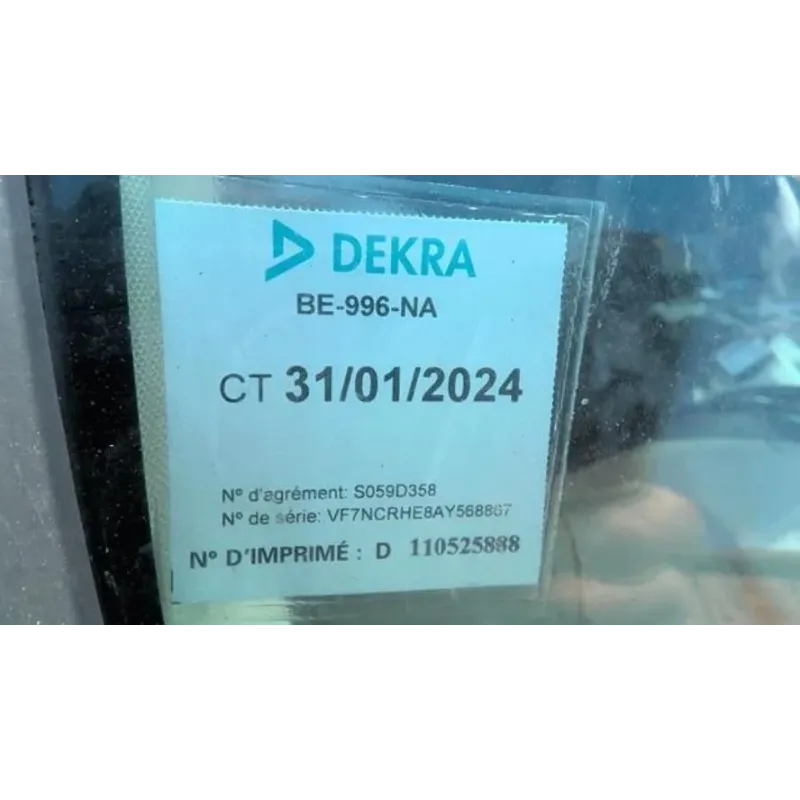 DEKRA
BE-996-NA
CT 31/01/2024
N° d'agrément: S059D358
N° de série: VF7NCRHE8AY568867
N° D'IMPRIMÉ : D 110525888